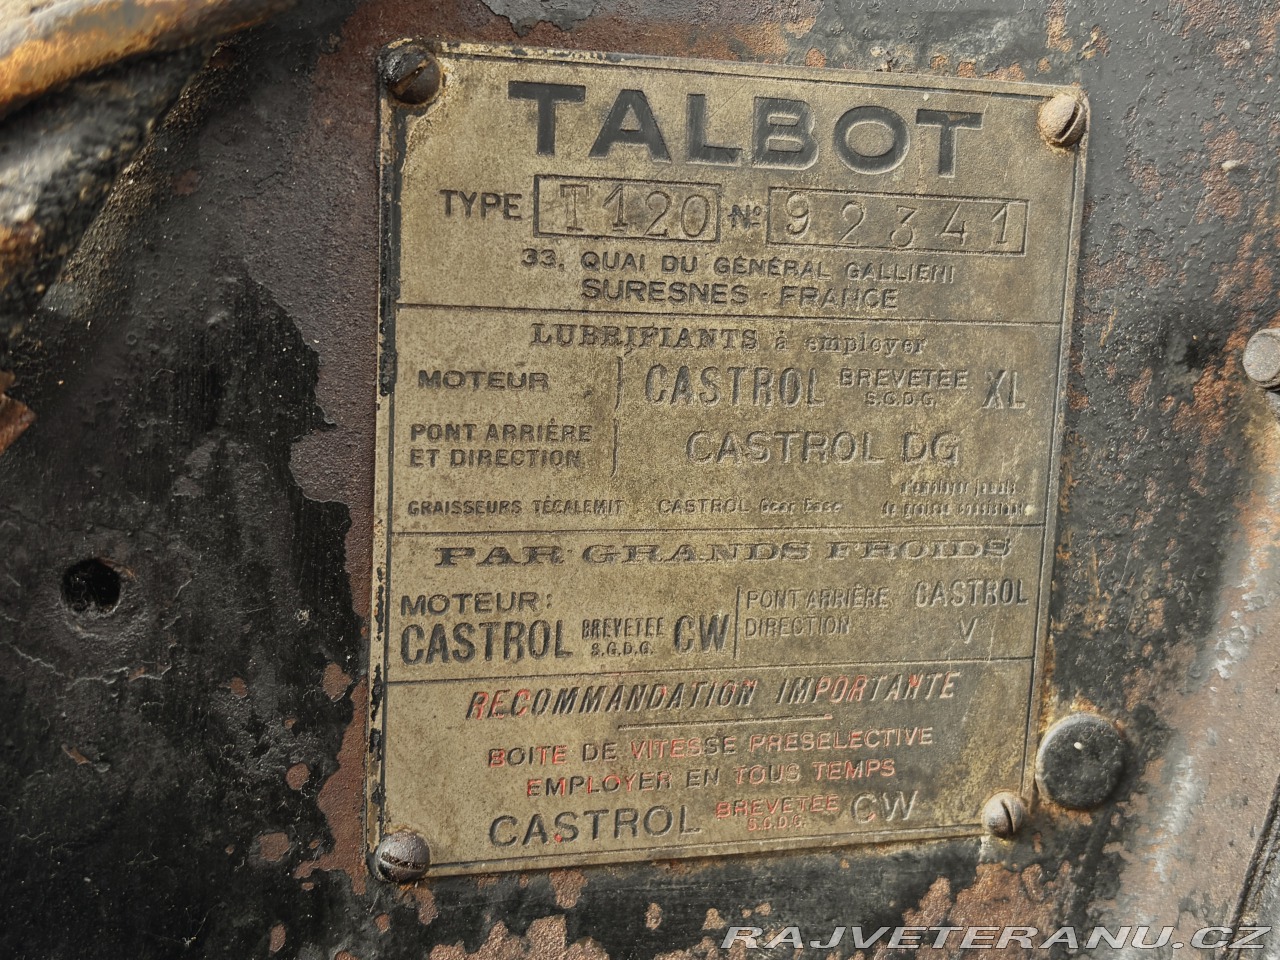 TALBOT
TYPE T120 Nº 92341
33, QUAI DU GÉNÉRAL GALLIENI
SURESNES - FRANCE
LUBRIFIANTS à employer
MOTEUR CASTROL BREVETEE S.G.D.G. XL
PONT ARRIÈRE ET DIRECTION CASTROL DG
GRAISSEURS TÉCALEMIT CASTROL
PAR GRANDS FROIDS
MOTEUR: CASTROL BREVETEE S.G.D.G. CW
PONT ARRIÈRE DIRECTION CASTROL V
RECOMMANDATION IMPORTANTE
BOITE DE VITESSE PRESELECTIVE
EMPLOYER EN TOUS TEMPS
CASTROL BREVETEE S.G.D.G. CW
RAJVETERANU.CZ